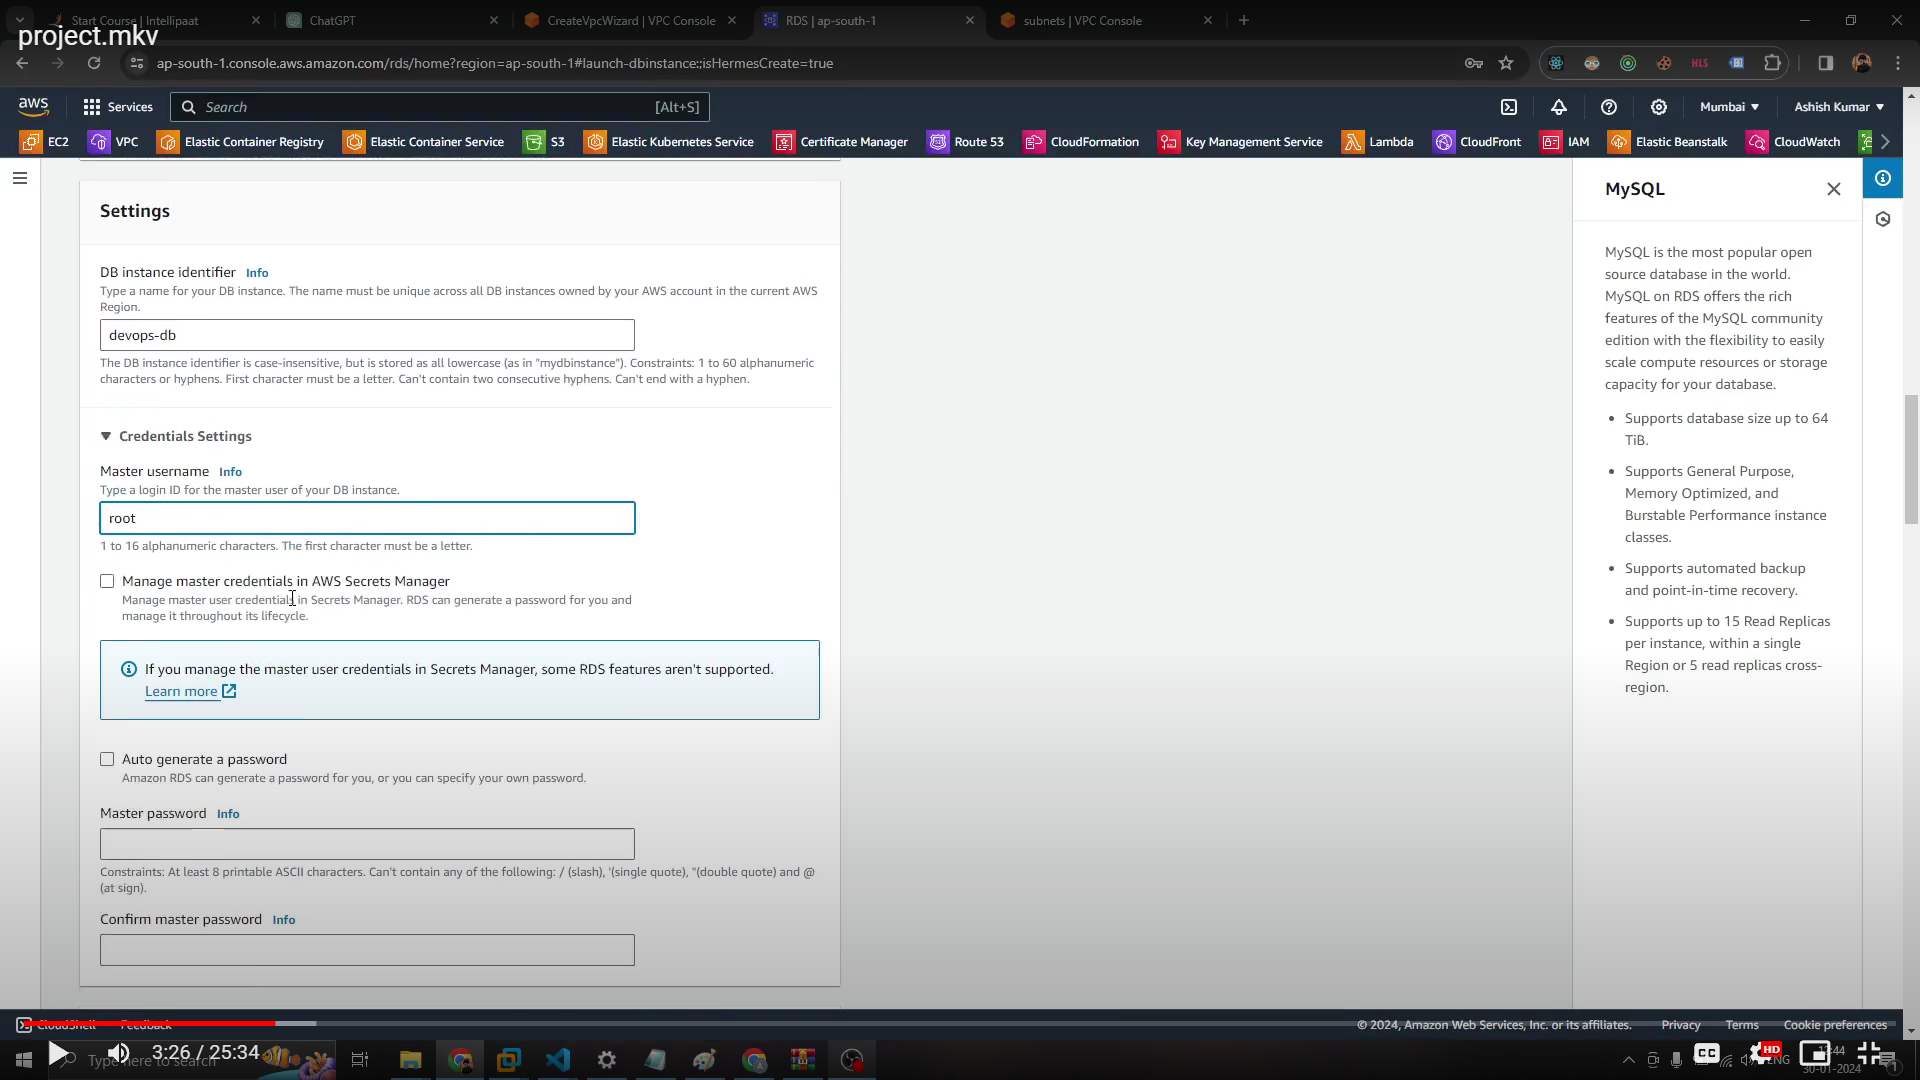 Start Course | Intellipaat
ChatGPT
CreateVpcWizard | VPC Console
RDS | ap-south-1
subnets | VPC Console
project.mkv
ap-south-1.console.aws.amazon.com/rds/home?region=ap-south-1#launch-dbinstance:;isHermesCreate=true
HLS
aws
Services
Search
[Alt+S]
Mumbai
Ashish Kumar
EC2
VPC
Elastic Container Registry
Elastic Container Service
S3
Elastic Kubernetes Service
Certificate Manager
Route 53
CloudFormation
Key Management Service
Lambda
CloudFront
IAM
Elastic Beanstalk
CloudWatch
Settings
DB instance identifier Info
Type a name for your DB instance. The name must be unique across all DB instances owned by your AWS account in the current AWS
Region.
devops-db
The DB instance identifier is case-insensitive, but is stored as all lowercase (as in "mydbinstance"). Constraints: 1 to 60 alphanumeric
characters or hyphens. First character must be a letter. Can't contain two consecutive hyphens. Can't end with a hyphen.
Credentials Settings
Master username Info
Type a login ID for the master user of your DB instance.
root
1 to 16 alphanumeric characters. The first character must be a letter.
Manage master credentials in AWS Secrets Manager
Manage master user credentials in Secrets Manager. RDS can generate a password for you and
manage it throughout its lifecycle.
If you manage the master user credentials in Secrets Manager, some RDS features aren't supported.
Learn more
Auto generate a password
Amazon RDS can generate a password for you, or you can specify your own password.
Master password Info
Constraints: At least 8 printable ASCII characters. Can't contain any of the following: / (slash), '(single quote), "(double quote) and @
(at sign).
Confirm master password Info
MySQL
MySQL is the most popular open
source database in the world.
MySQL on RDS offers the rich
features of the MySQL community
edition with the flexibility to easily
scale compute resources or storage
capacity for your database.
Supports database size up to 64
TiB.
Supports General Purpose,
Memory Optimized, and
Burstable Performance instance
classes.
Supports automated backup
and point-in-time recovery.
Supports up to 15 Read Replicas
per instance, within a single
Region or 5 read replicas cross-
region.
CloudShell
Feedback
© 2024, Amazon Web Services, Inc. or its affiliates.
Privacy
Terms
Cookie preferences
Type here to search
3:26 / 25:34
CC
HD
ENG
30-01-2024